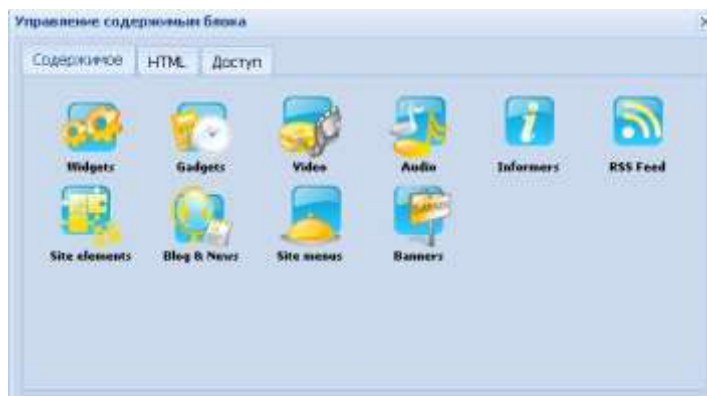 Управление содержимым блока
Содержимое HTML Доступ
Widgets Gadgets Video Audio Informers RSS Feed
Site elements Blog & News Site menus Banners